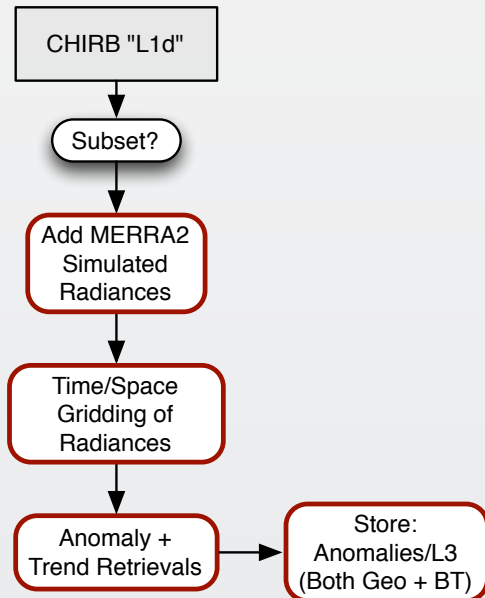 CHIRB "L1d"
Subset?
Add MERRA2
Simulated
Radiances
Time/Space
Gridding of
Radiances
Anomaly +
Trend Retrievals
Store:
Anomalies/L3
(Both Geo + BT)